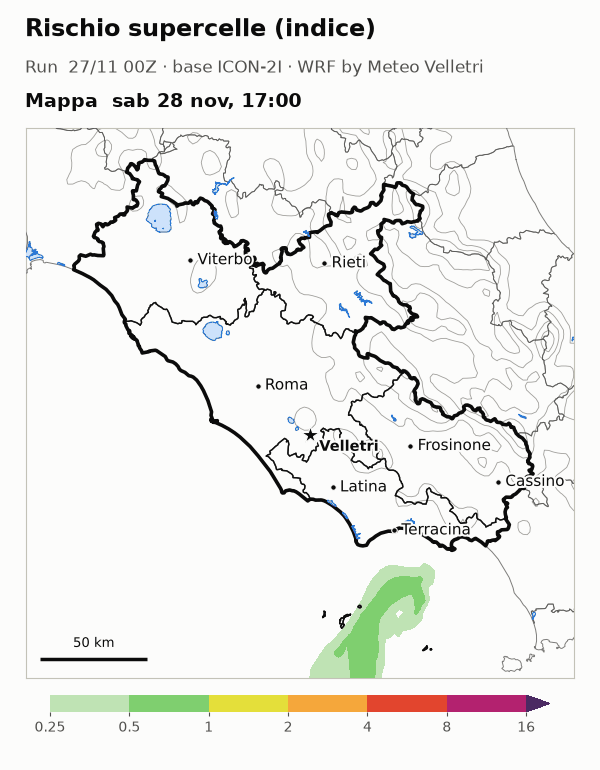 Rischio supercelle (indice)
Run 27/11 00Z · base ICON-2I · WRF by Meteo Velletri
Mappa sab 28 nov, 17:00
Viterbo
Rieti
Roma
Velletri
Frosinone
Cassino
Latina
Terracina
50 km
0.25 0.5 1 2 4 8 16